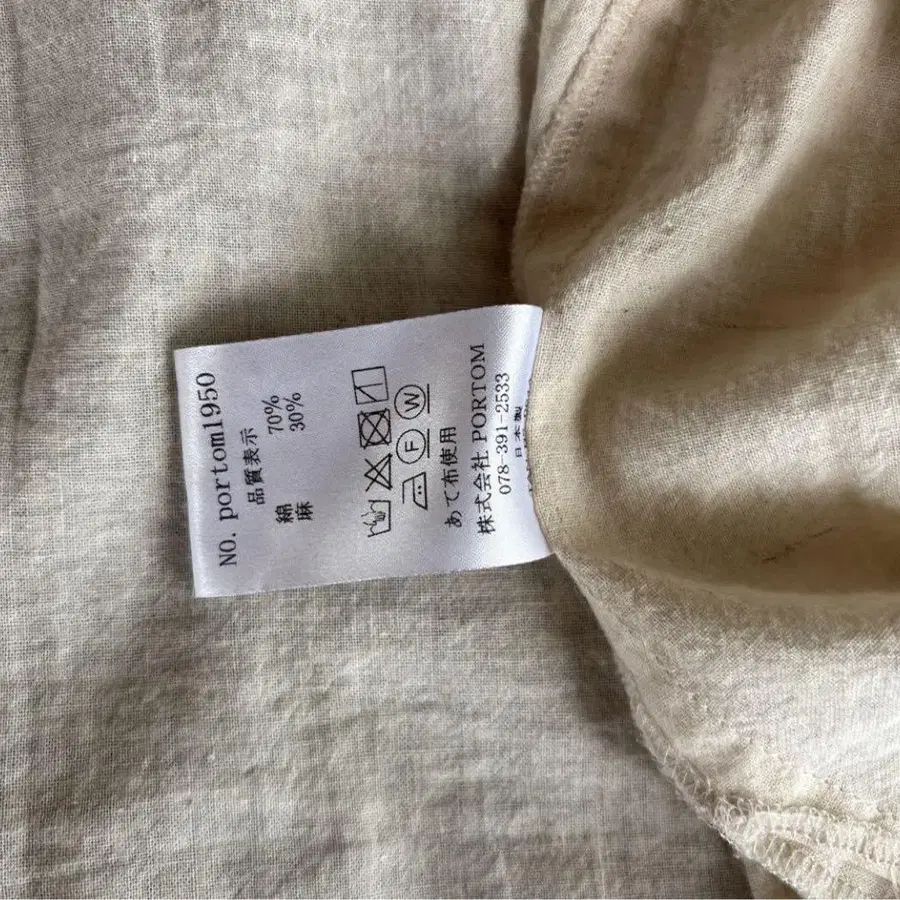 NO. portom1950
品質表示
綿 70%
麻 30%
F W
あて布使用
株式会社 PORTOM
078-391-2533
日本製